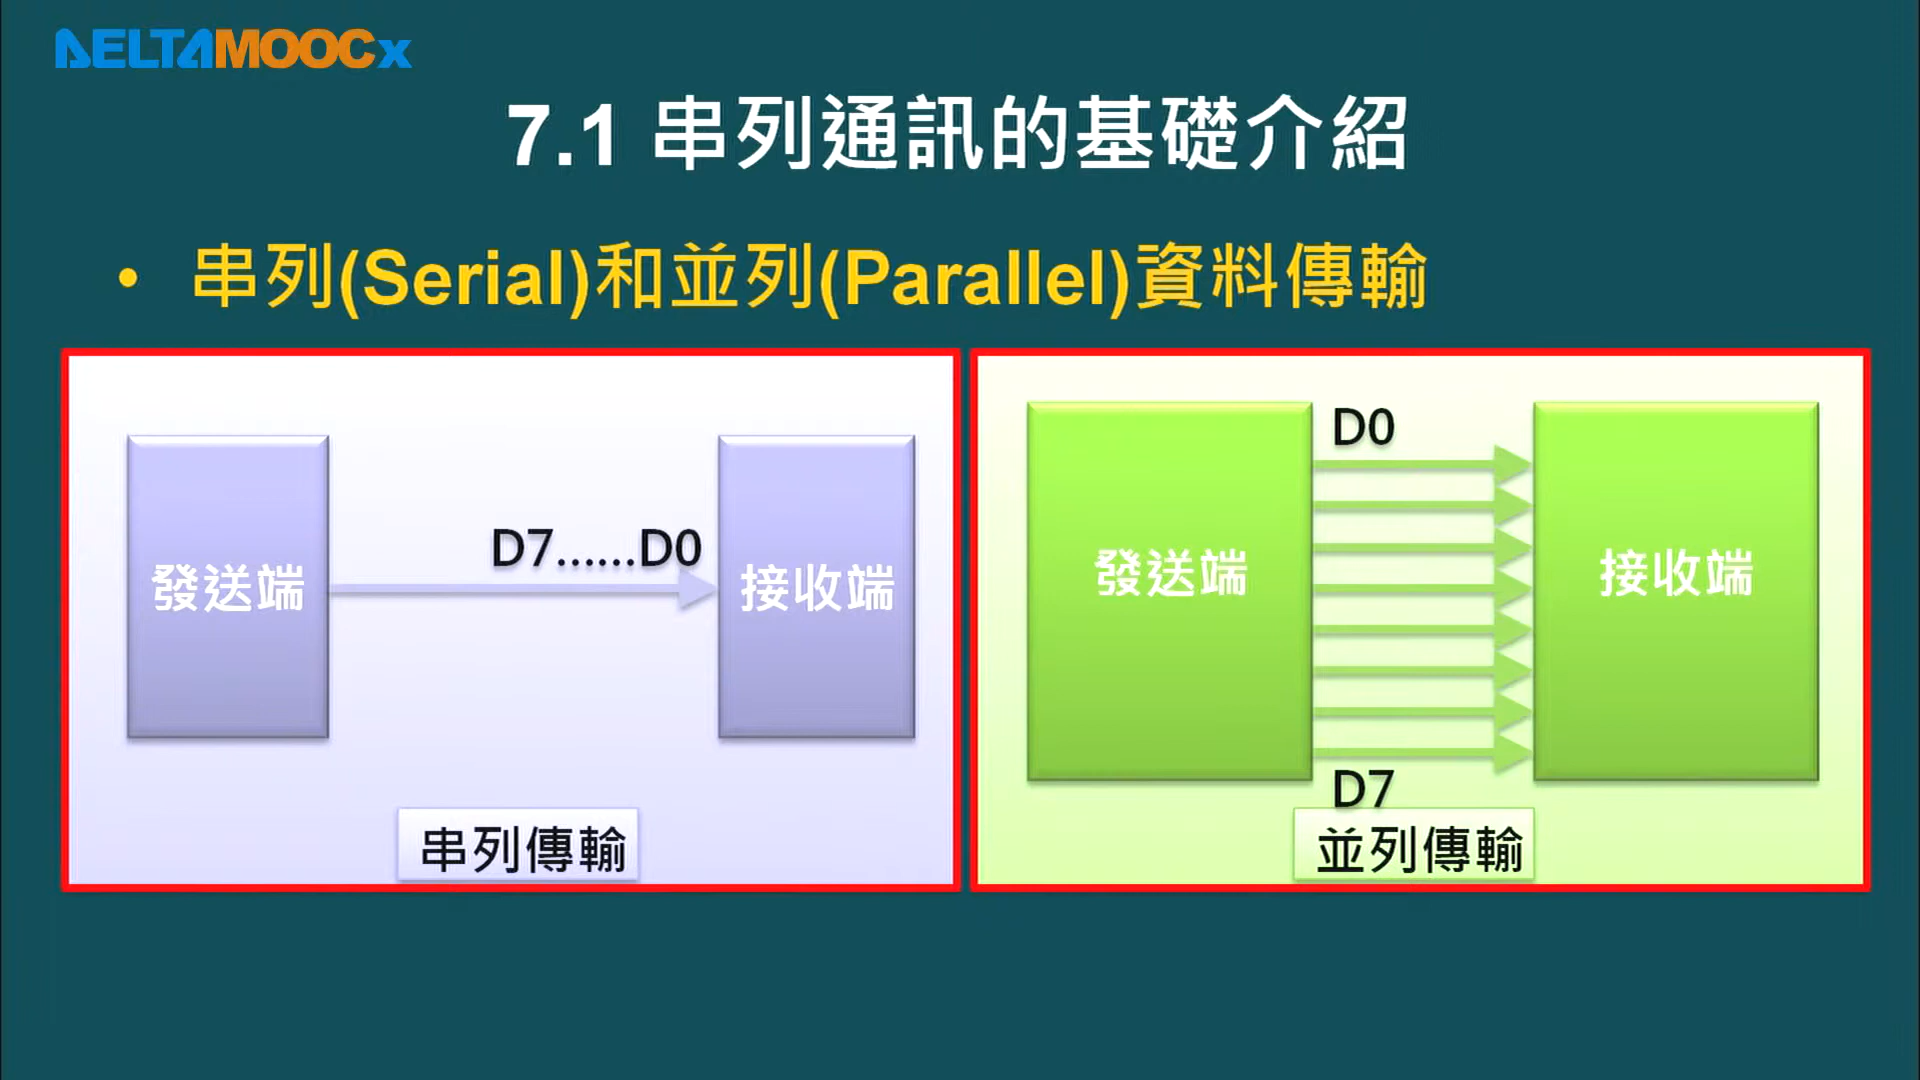 DELTAMOOCx
7.1 串列通訊的基礎介紹
• 串列(Serial)和並列(Parallel)資料傳輸
發送端
D7......D0
接收端
串列傳輸
發送端
D0
D7
接收端
並列傳輸